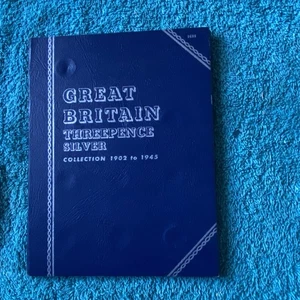 GREAT
BRITAIN
THREEPENCE
SILVER
COLLECTION 1902 to 1945